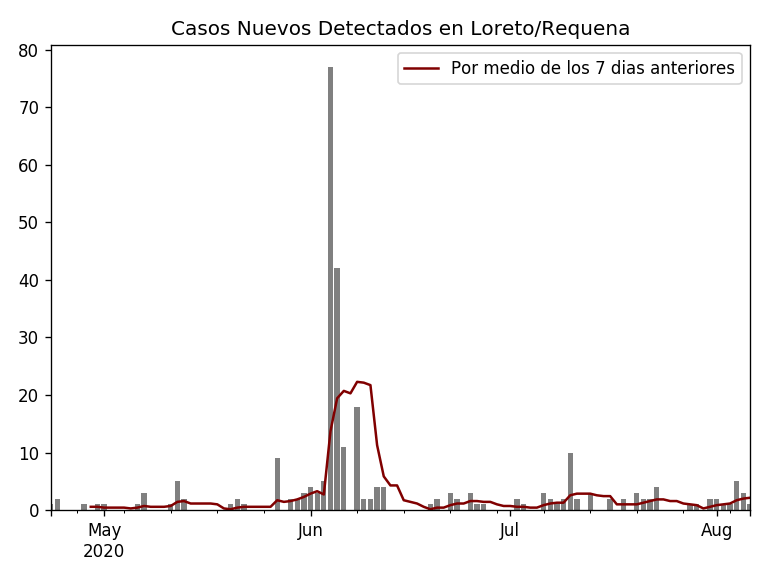 Casos Nuevos Detectados en Loreto/Requena
Por medio de los 7 dias anteriores
80
70
60
50
40
30
20
10
0
May
2020
Jun
Jul
Aug